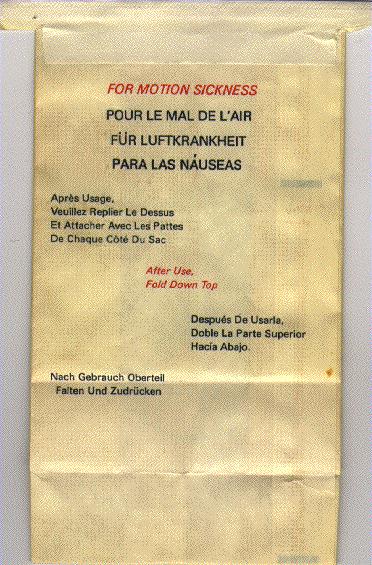 FOR MOTION SICKNESS
POUR LE MAL DE L'AIR
FÜR LUFTKRANKHEIT
PARA LAS NÁUSEAS
Après Usage,
Veuillez Replier Le Dessus
Et Attacher Avec Les Pattes
De Chaque Côté Du Sac
After Use,
Fold Down Top
Después De Usarla,
Doble La Parte Superior
Hacía Abajo.
Nach Gebrauch Oberteil
Falten Und Zudrücken